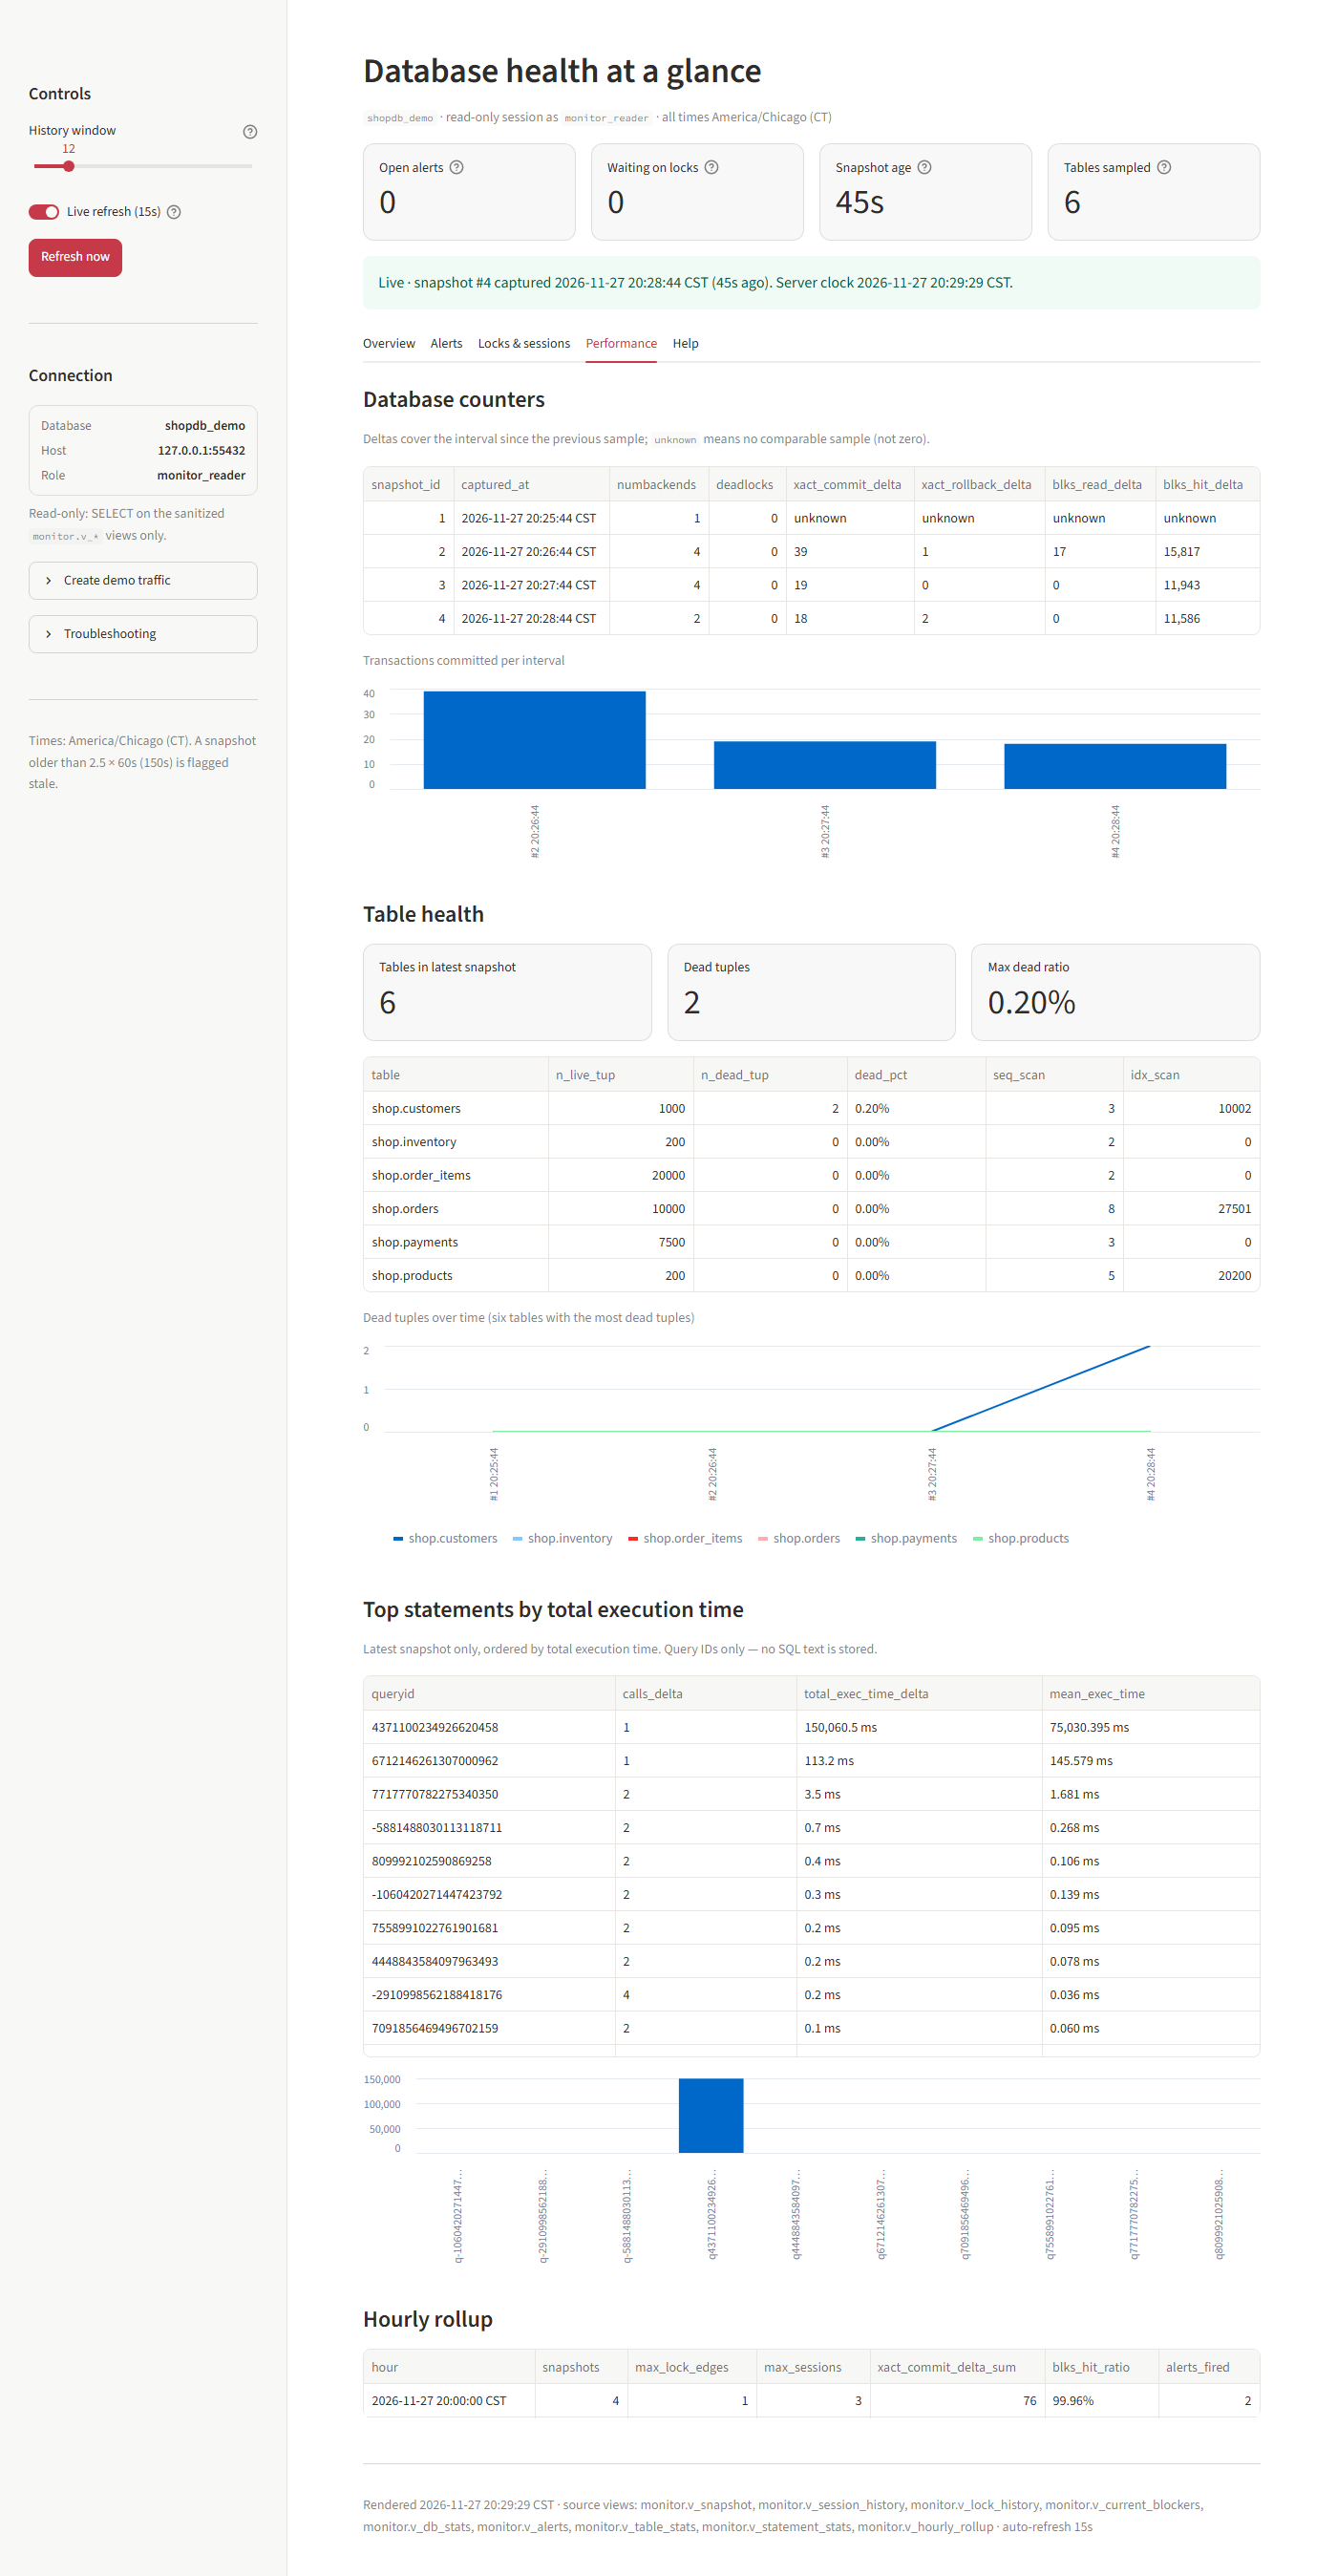 Controls
History window
12
Live refresh (15s)
Refresh now
Connection
Database shopdb_demo
Host 127.0.0.1:55432
Role monitor_reader
Read-only: SELECT on the sanitized
monitor.v_* views only.
Create demo traffic
Troubleshooting
Times: America/Chicago (CT). A snapshot
older than 2.5 × 60s (150s) is flagged
stale.
Database health at a glance
shopdb_demo · read-only session as monitor_reader · all times America/Chicago (CT)
Open alerts
0
Waiting on locks
0
Snapshot age
45s
Tables sampled
6
Live · snapshot #4 captured 2026-11-27 20:28:44 CST (45s ago). Server clock 2026-11-27 20:29:29 CST.
Overview Alerts Locks & sessions Performance Help
Database counters
Deltas cover the interval since the previous sample; unknown means no comparable sample (not zero).
snapshot_id captured_at numbackends deadlocks xact_commit_delta xact_rollback_delta blks_read_delta blks_hit_delta
1 2026-11-27 20:25:44 CST 1 0 unknown unknown unknown unknown
2 2026-11-27 20:26:44 CST 4 0 39 1 17 15,817
3 2026-11-27 20:27:44 CST 4 0 19 0 0 11,943
4 2026-11-27 20:28:44 CST 2 0 18 2 0 11,586
Transactions committed per interval
40
30
20
10
0
#2 20:26:44 #3 20:27:44 #4 20:28:44
Table health
Tables in latest snapshot
6
Dead tuples
2
Max dead ratio
0.20%
table n_live_tup n_dead_tup dead_pct seq_scan idx_scan
shop.customers 1000 2 0.20% 3 10002
shop.inventory 200 0 0.00% 2 0
shop.order_items 20000 0 0.00% 2 0
shop.orders 10000 0 0.00% 8 27501
shop.payments 7500 0 0.00% 3 0
shop.products 200 0 0.00% 5 20200
Dead tuples over time (six tables with the most dead tuples)
2
1
0
#1 20:25:44 #2 20:26:44 #3 20:27:44 #4 20:28:44
shop.customers shop.inventory shop.order_items shop.orders shop.payments shop.products
Top statements by total execution time
Latest snapshot only, ordered by total execution time. Query IDs only — no SQL text is stored.
queryid calls_delta total_exec_time_delta mean_exec_time
4371100234926620458 1 150,060.5 ms 75,030.395 ms
6712146261307000962 1 113.2 ms 145.579 ms
7717770782275340350 2 3.5 ms 1.681 ms
-5881488030113118711 2 0.7 ms 0.268 ms
809992102590869258 2 0.4 ms 0.106 ms
-1060420271447423792 2 0.3 ms 0.139 ms
7558991022761901681 2 0.2 ms 0.095 ms
4448843584097963493 2 0.2 ms 0.078 ms
-2910998562188418176 4 0.2 ms 0.036 ms
7091856469496702159 2 0.1 ms 0.060 ms
150,000
100,000
50,000
0
q-1060420271447… q-2910998562188… q-5881488030113… q4371100234926… q4448843584097… q6712146261307… q7091856469496… q7558991022761… q7717770782275… q8099921025908…
Hourly rollup
hour snapshots max_lock_edges max_sessions xact_commit_delta_sum blks_hit_ratio alerts_fired
2026-11-27 20:00:00 CST 4 1 3 76 99.96% 2
Rendered 2026-11-27 20:29:29 CST · source views: monitor.v_snapshot, monitor.v_session_history, monitor.v_lock_history, monitor.v_current_blockers,
monitor.v_db_stats, monitor.v_alerts, monitor.v_table_stats, monitor.v_statement_stats, monitor.v_hourly_rollup · auto-refresh 15s